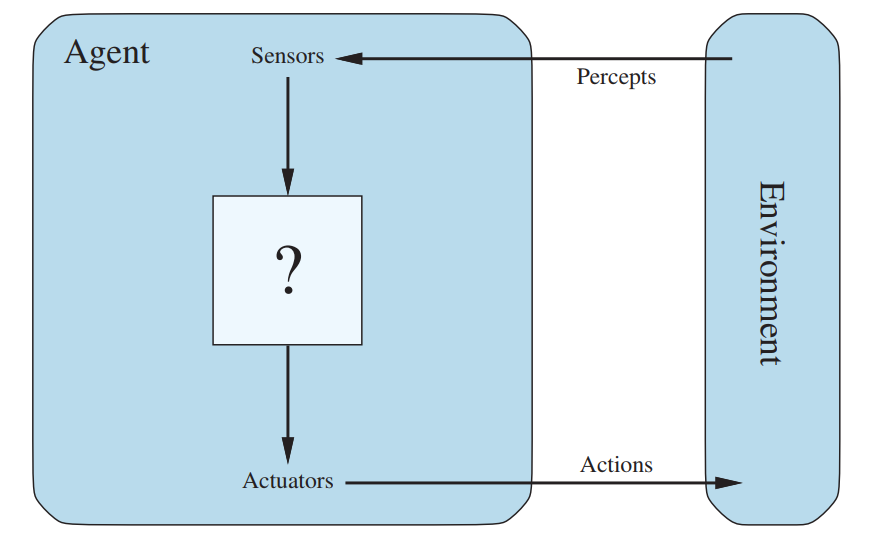 Agent
Sensors
Percepts
?
Environment
Actions
Actuators